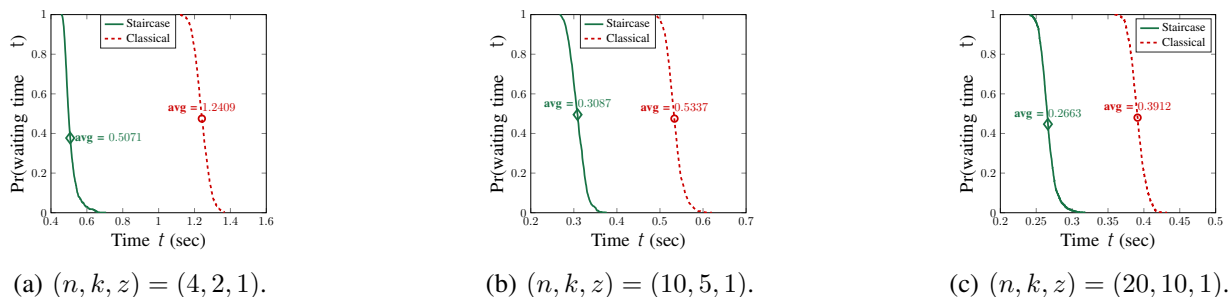 Pr(waiting time t)
1
0.8
0.6
0.4
0.2
0
Staircase
Classical
avg = 1.2409
avg = 0.5071
0.4 0.6 0.8 1 1.2 1.4 1.6
Time t (sec)
(a) (n, k, z) = (4, 2, 1).
Pr(waiting time t)
1
0.8
0.6
0.4
0.2
0
Staircase
Classical
avg = 0.3087
avg = 0.5337
0.2 0.3 0.4 0.5 0.6 0.7
Time t (sec)
(b) (n, k, z) = (10, 5, 1).
Pr(waiting time t)
1
0.8
0.6
0.4
0.2
0
Staircase
Classical
avg = 0.3912
avg = 0.2663
0.2 0.25 0.3 0.35 0.4 0.45 0.5
Time t (sec)
(c) (n, k, z) = (20, 10, 1).